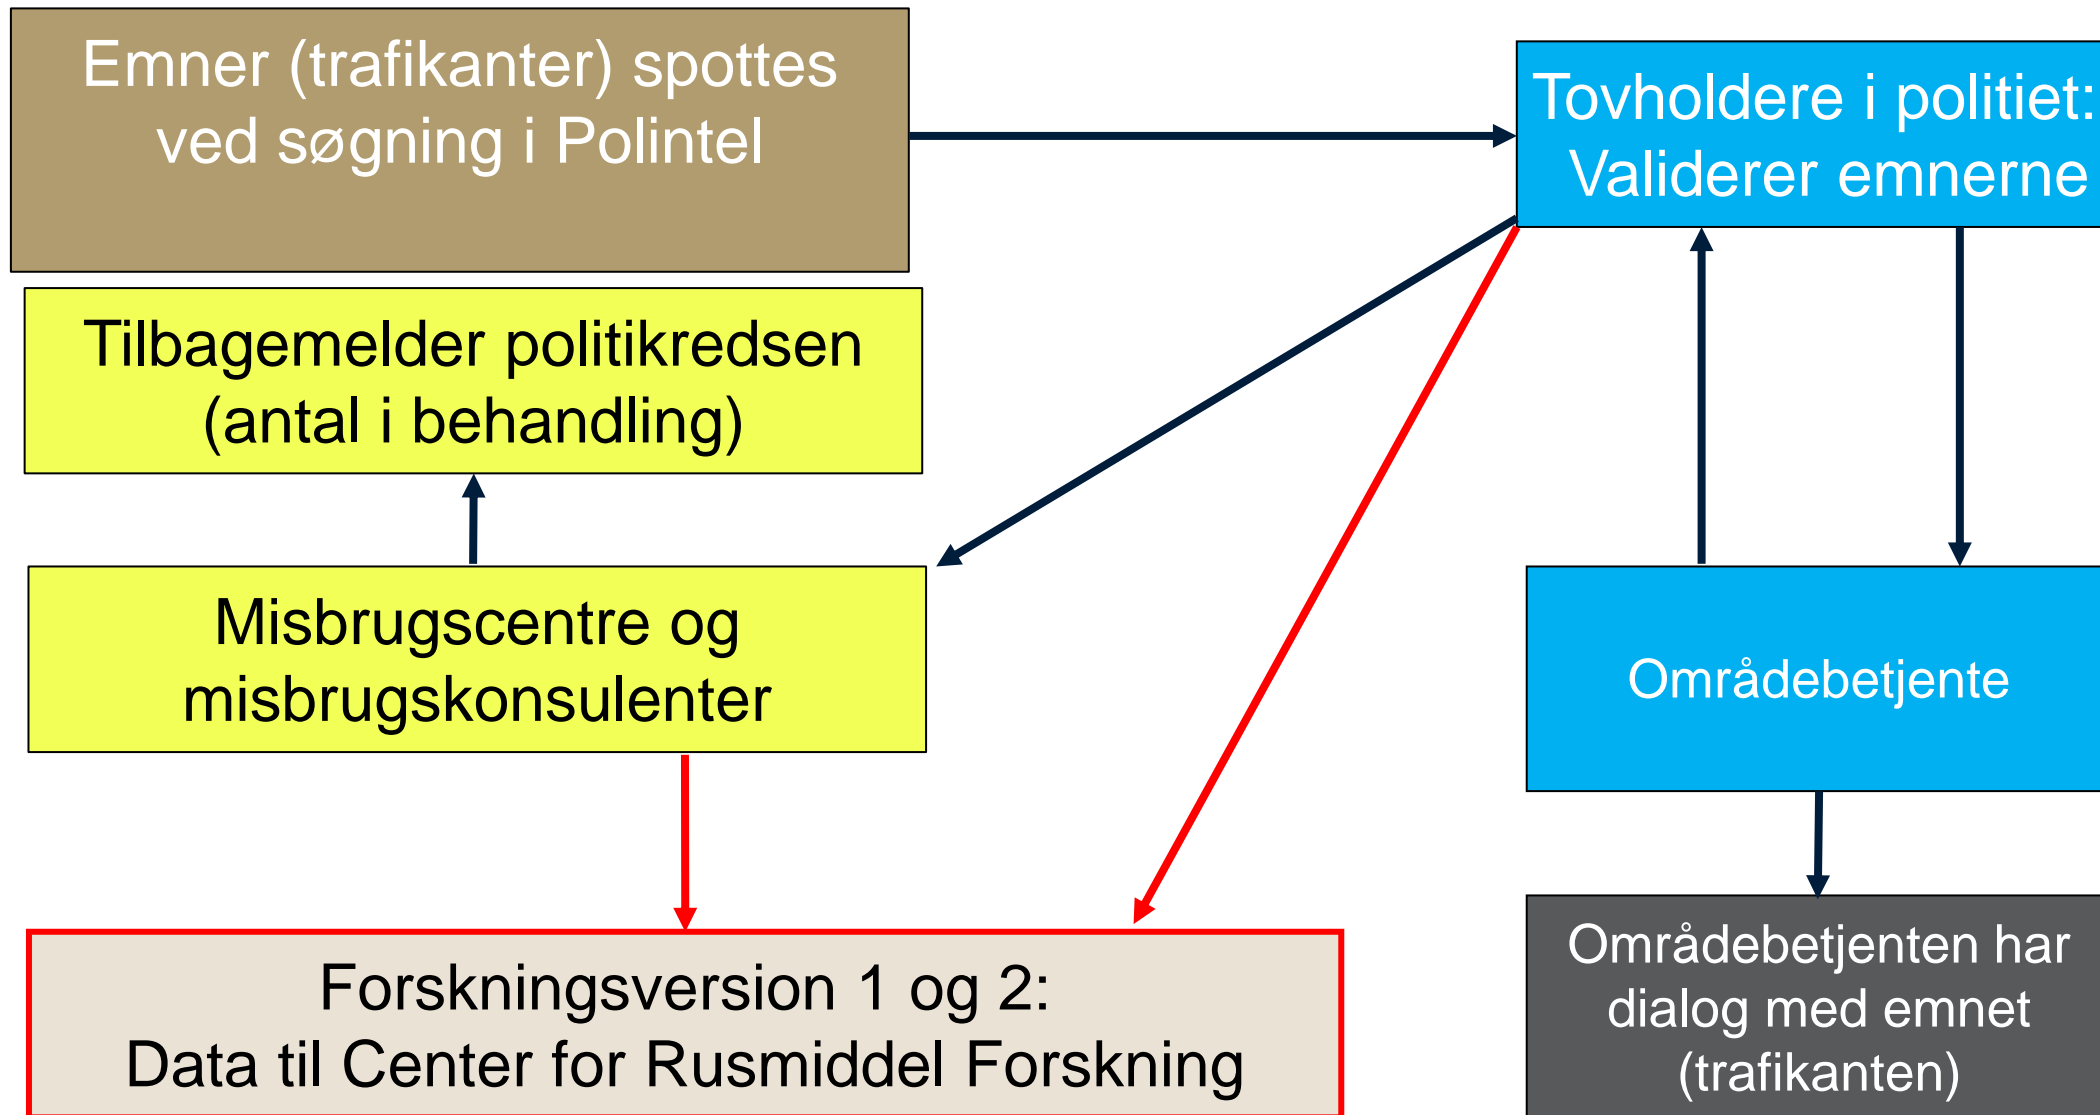 Emner (trafikanter) spottes
ved søgning i Polintel
Tovholdere i politiet:
Validerer emnerne
Tilbagemelder politikredsen
(antal i behandling)
Misbrugscentre og
misbrugskonsulenter
Områdebetjente
Forskningsversion 1 og 2:
Data til Center for Rusmiddel Forskning
Områdebetjenten har
dialog med emnet
(trafikanten)